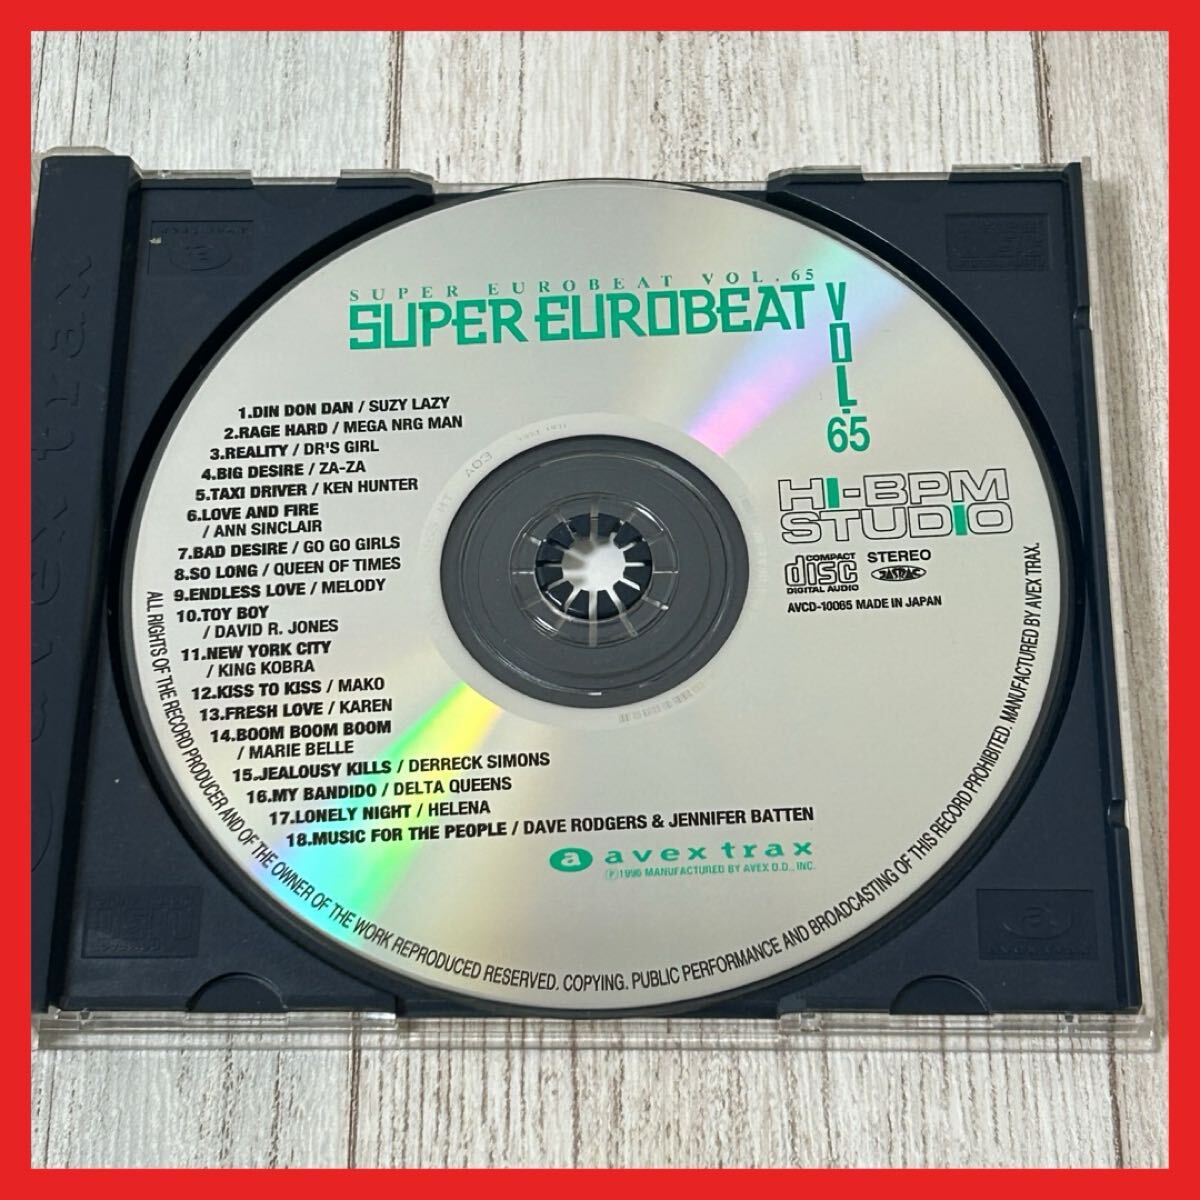 SUPER EUROBEAT VOL.65
SUPER EUROBEAT
VOL.65
1.DIN DON DAN / SUZY LAZY
2.RAGE HARD / MEGA NRG MAN
3.REALITY / DR'S GIRL
4.BIG DESIRE / ZA-ZA
5.TAXI DRIVER / KEN HUNTER
6.LOVE AND FIRE
/ ANN SINCLAIR
7.BAD DESIRE / GO GO GIRLS
8.SO LONG / QUEEN OF TIMES
9.ENDLESS LOVE / MELODY
10.TOY BOY
/ DAVID R. JONES
11.NEW YORK CITY
/ KING KOBRA
12.KISS TO KISS / MAKO
13.FRESH LOVE / KAREN
14.BOOM BOOM BOOM
/ MARIE BELLE
15.JEALOUSY KILLS / DERRECK SIMONS
16.MY BANDIDO / DELTA QUEENS
17.LONELY NIGHT / HELENA
18.MUSIC FOR THE PEOPLE / DAVE RODGERS & JENNIFER BATTEN
HI-BPM
STUDIO
COMPACT
disc
DIGITAL AUDIO
STEREO
JASRAC
AVCD-10065 MADE IN JAPAN
a avex trax
Ⓟ1996 MANUFACTURED BY AVEX D.D., INC.
ALL RIGHTS OF THE RECORD PRODUCER AND OF THE OWNER OF THE WORK REPRODUCED RESERVED. COPYING. PUBLIC PERFORMANCE AND BROADCASTING OF THIS RECORD PROHIBITED. MANUFACTURED BY AVEX TRAX.
avex trax